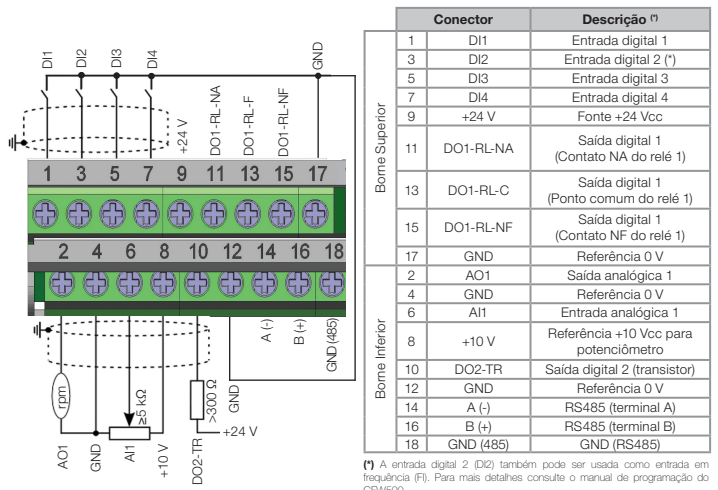 DI1
DI2
DI3
DI4
GND
+24 V
DO1-RL-NA
DO1-RL-F
DO1-RL-NF
1 3 5 7 9 11 13 15 17
2 4 6 8 10 12 14 16 18
rpm
AO1
GND
AI1
≥5 kΩ
+10 V
DO2-TR
>300 Ω
+24 V
GND
A (-)
B (+)
GND (485)
Conector Descrição (*)
Borne Superior
1 DI1 Entrada digital 1
3 DI2 Entrada digital 2 (*)
5 DI3 Entrada digital 3
7 DI4 Entrada digital 4
9 +24 V Fonte +24 Vcc
11 DO1-RL-NA Saída digital 1
(Contato NA do relé 1)
13 DO1-RL-C Saída digital 1
(Ponto comum do relé 1)
15 DO1-RL-NF Saída digital 1
(Contato NF do relé 1)
17 GND Referência 0 V
Borne Inferior
2 AO1 Saída analógica 1
4 GND Referência 0 V
6 AI1 Entrada analógica 1
8 +10 V Referência +10 Vcc para
potenciômetro
10 DO2-TR Saída digital 2 (transistor)
12 GND Referência 0 V
14 A (-) RS485 (terminal A)
16 B (+) RS485 (terminal B)
18 GND (485) GND (RS485)
(*) A entrada digital 2 (DI2) também pode ser usada como entrada em
frequência (FI). Para mais detalhes consulte o manual de programação do
CFW500.